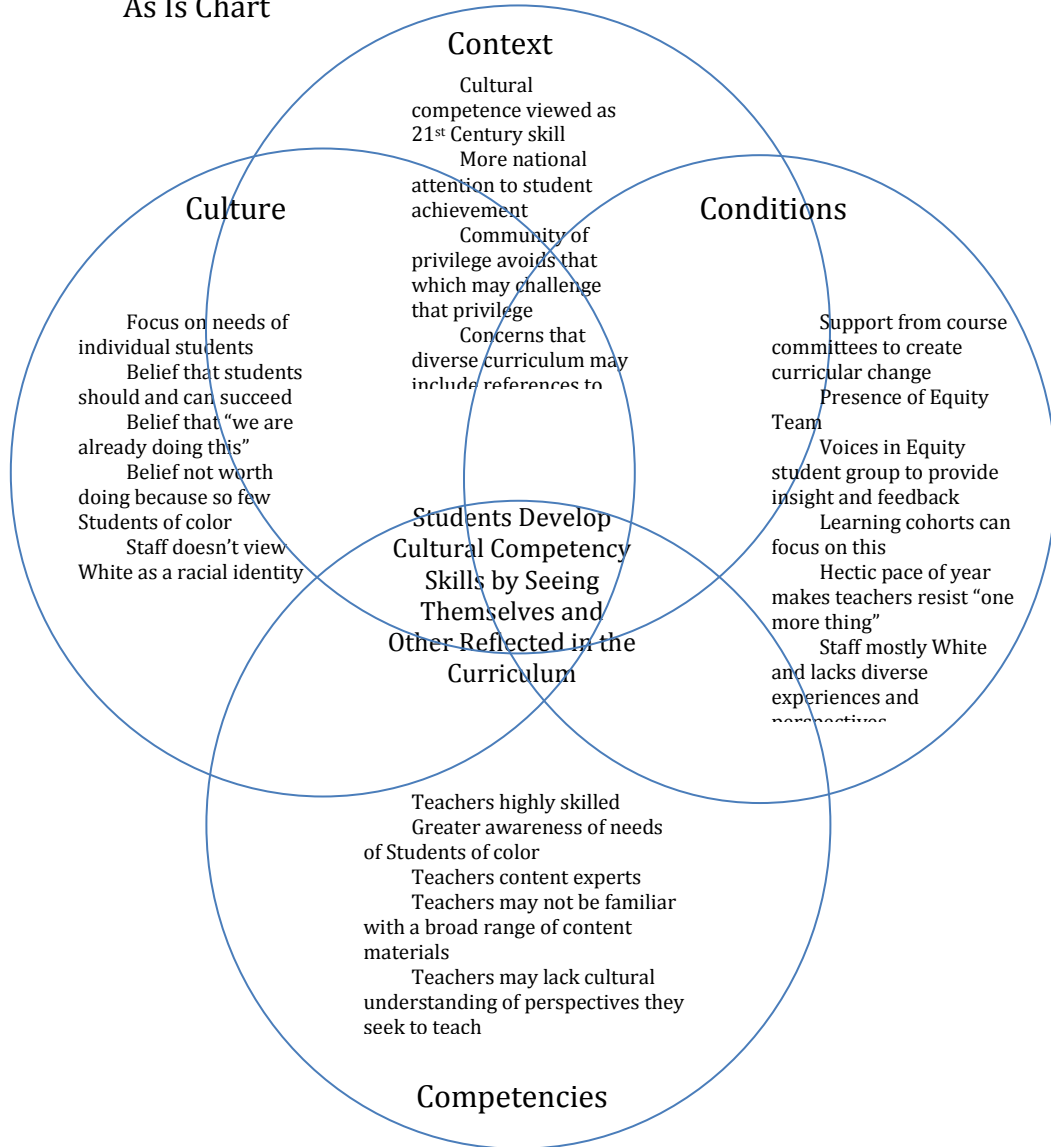 As Is Chart
Context
Cultural
competence viewed as
21st Century skill
More national
attention to student
achievement
Community of
privilege avoids that
which may challenge
that privilege
Concerns that
diverse curriculum may
include references to
Culture
Focus on needs of
individual students
Belief that students
should and can succeed
Belief that “we are
already doing this”
Belief not worth
doing because so few
Students of color
Staff doesn’t view
White as a racial identity
Conditions
Support from course
committees to create
curricular change
Presence of Equity
Team
Voices in Equity
student group to provide
insight and feedback
Learning cohorts can
focus on this
Hectic pace of year
makes teachers resist “one
more thing”
Staff mostly White
and lacks diverse
experiences and
perspectives
Students Develop
Cultural Competency
Skills by Seeing
Themselves and
Other Reflected in the
Curriculum
Teachers highly skilled
Greater awareness of needs
of Students of color
Teachers content experts
Teachers may not be familiar
with a broad range of content
materials
Teachers may lack cultural
understanding of perspectives they
seek to teach
Competencies